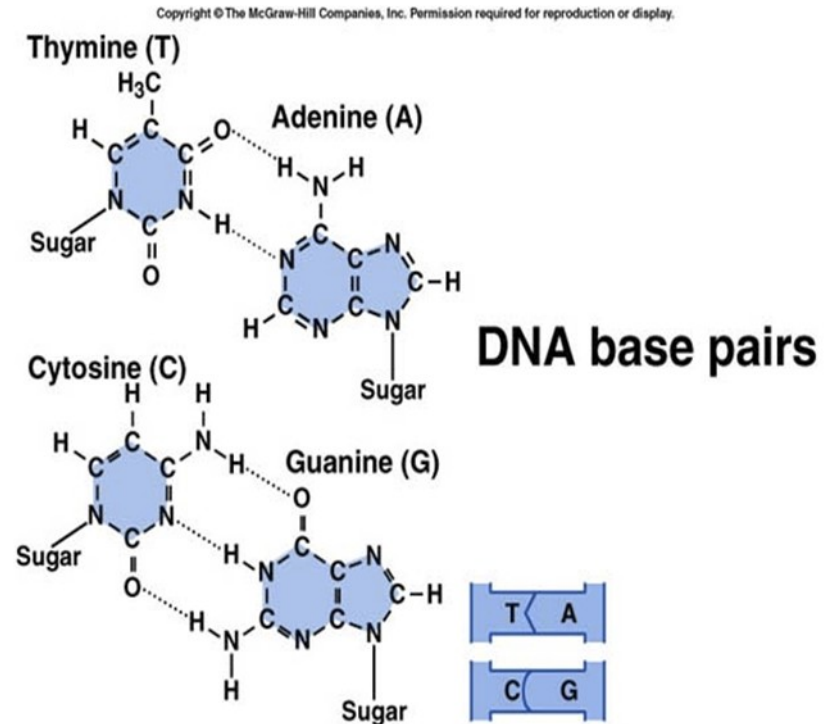 Copyright © The McGraw-Hill Companies, Inc. Permission required for reproduction or display.
Thymine (T)
H₃C
H C O
C C
N N
C H
Sugar
O
Adenine (A)
H H
N
C N
N C
C-H
C C
H N N
Sugar
DNA base pairs
Cytosine (C)
H H
H C N
C C H
N N
Sugar C
O
Guanine (G)
O
C N
H N C
C-H
C C
H N N
N
H
Sugar
T A
C G